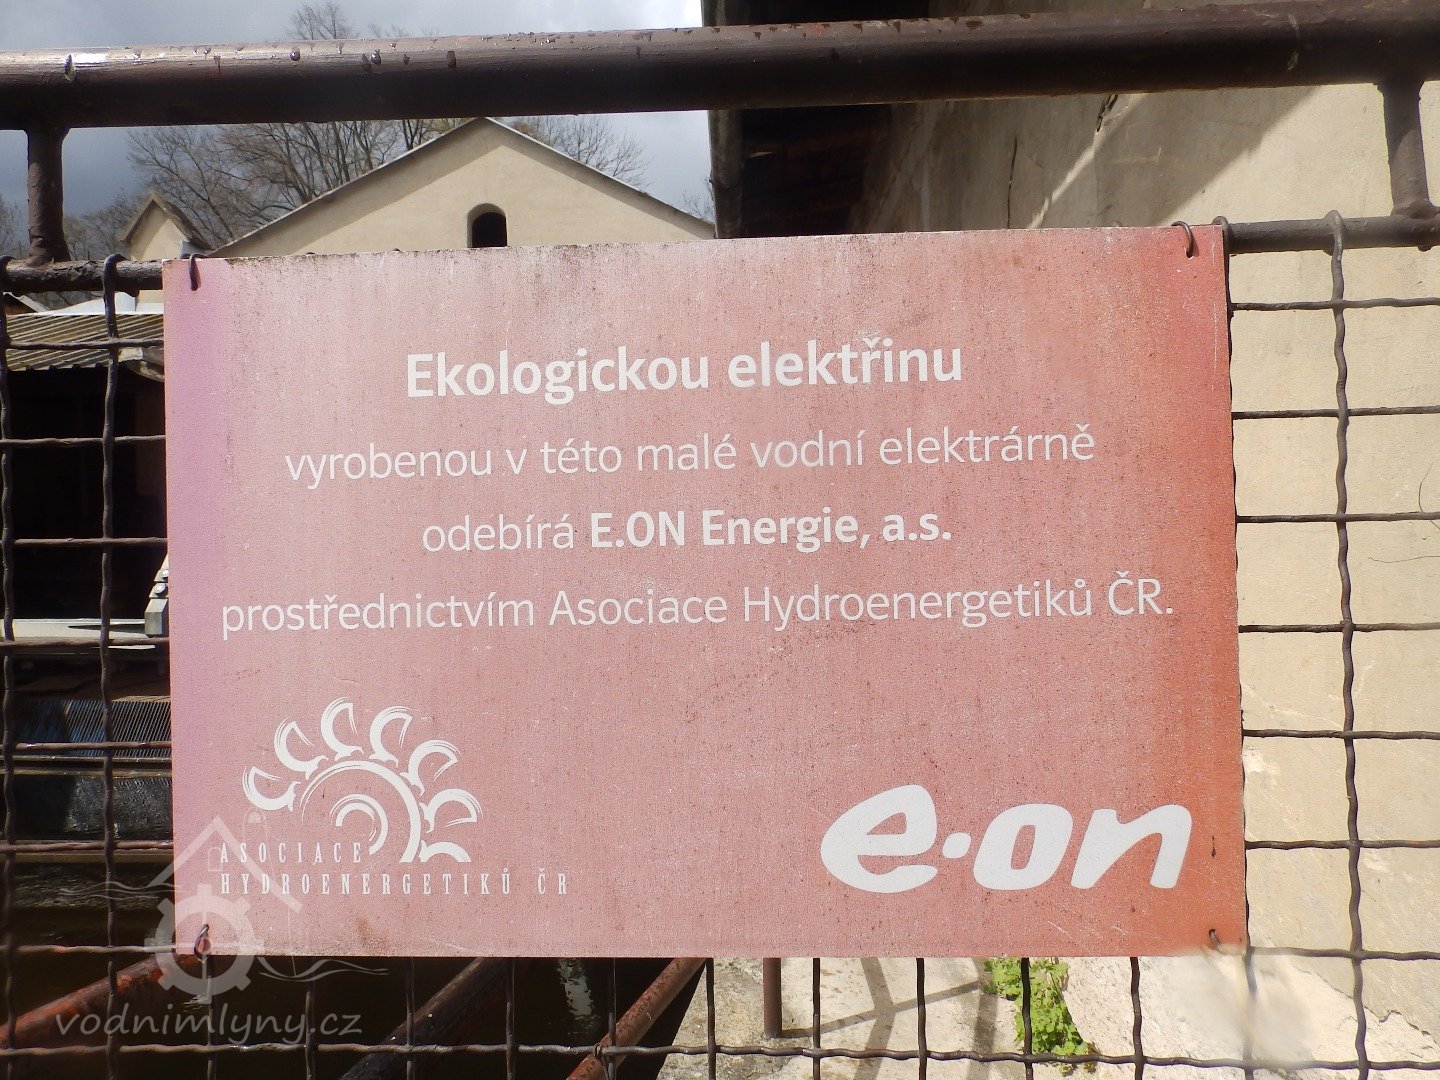 Ekologickou elektřinu
vyrobenou v této malé vodní elektrárně
odebírá E.ON Energie, a.s.
prostřednictvím Asociace Hydroenergetiků ČR.
ASOCIACE
HYDROENERGETIKŮ ČR
e·on
vodnimlyny.cz